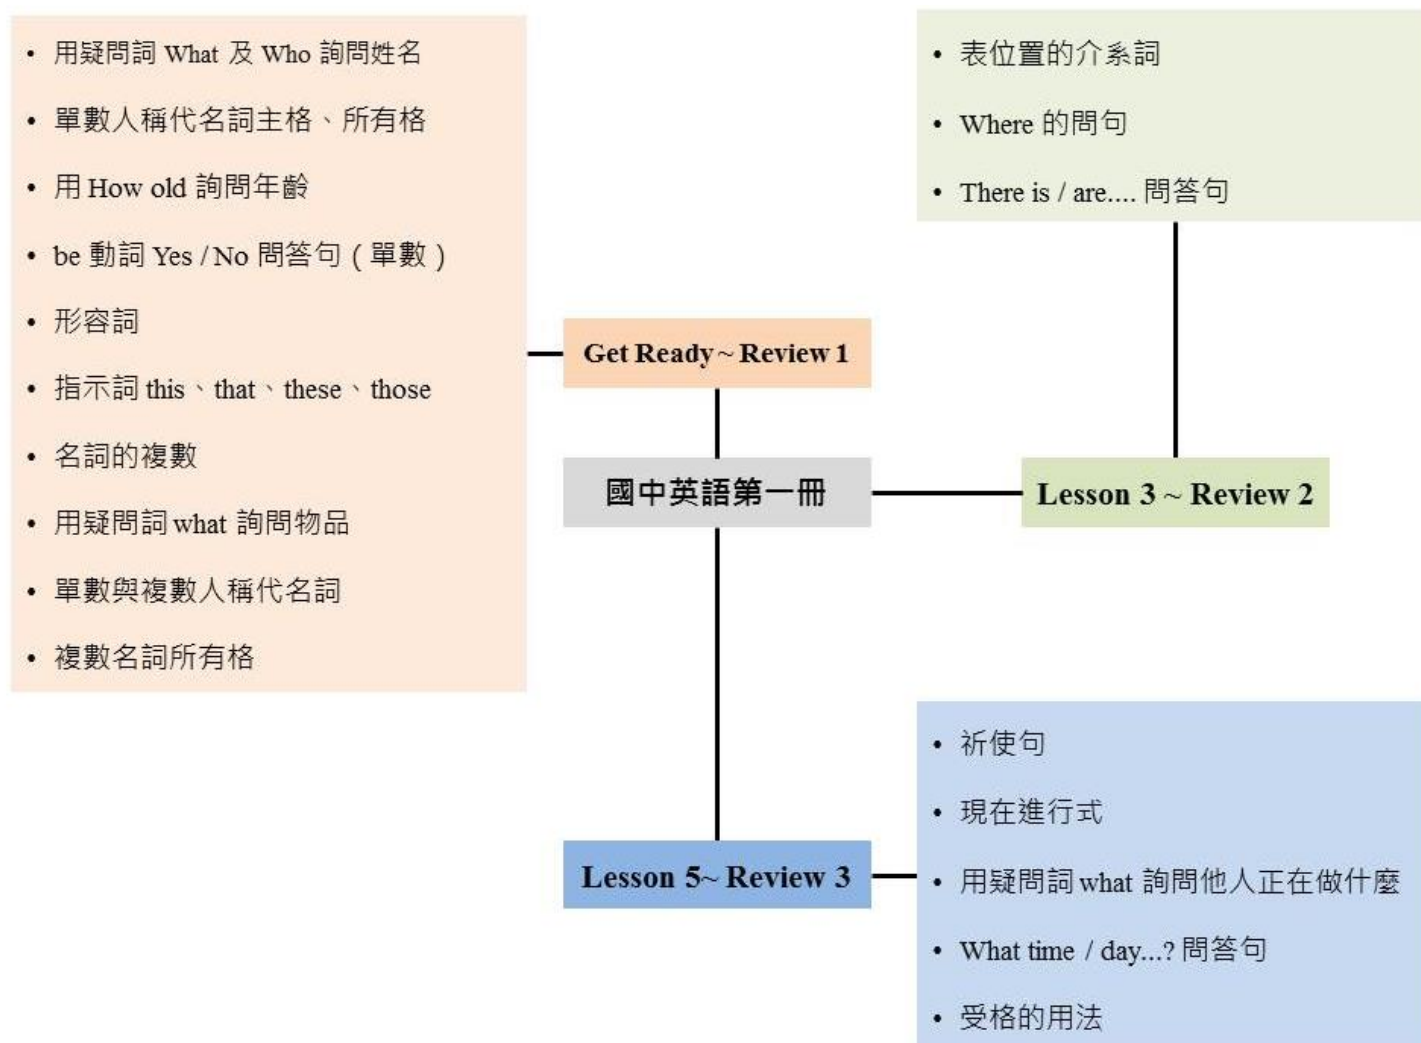 • 用疑問詞 What 及 Who 詢問姓名
• 單數人稱代名詞主格、所有格
• 用 How old 詢問年齡
• be 動詞 Yes / No 問答句 ( 單數 )
• 形容詞
• 指示詞 this、that、these、those
• 名詞的複數
• 用疑問詞 what 詢問物品
• 單數與複數人稱代名詞
• 複數名詞所有格
Get Ready ~ Review 1
國中英語第一冊
• 表位置的介系詞
• Where 的問句
• There is / are.... 問答句
Lesson 3 ~ Review 2
Lesson 5~ Review 3
• 祈使句
• 現在進行式
• 用疑問詞 what 詢問他人正在做什麼
• What time / day...? 問答句
• 受格的用法